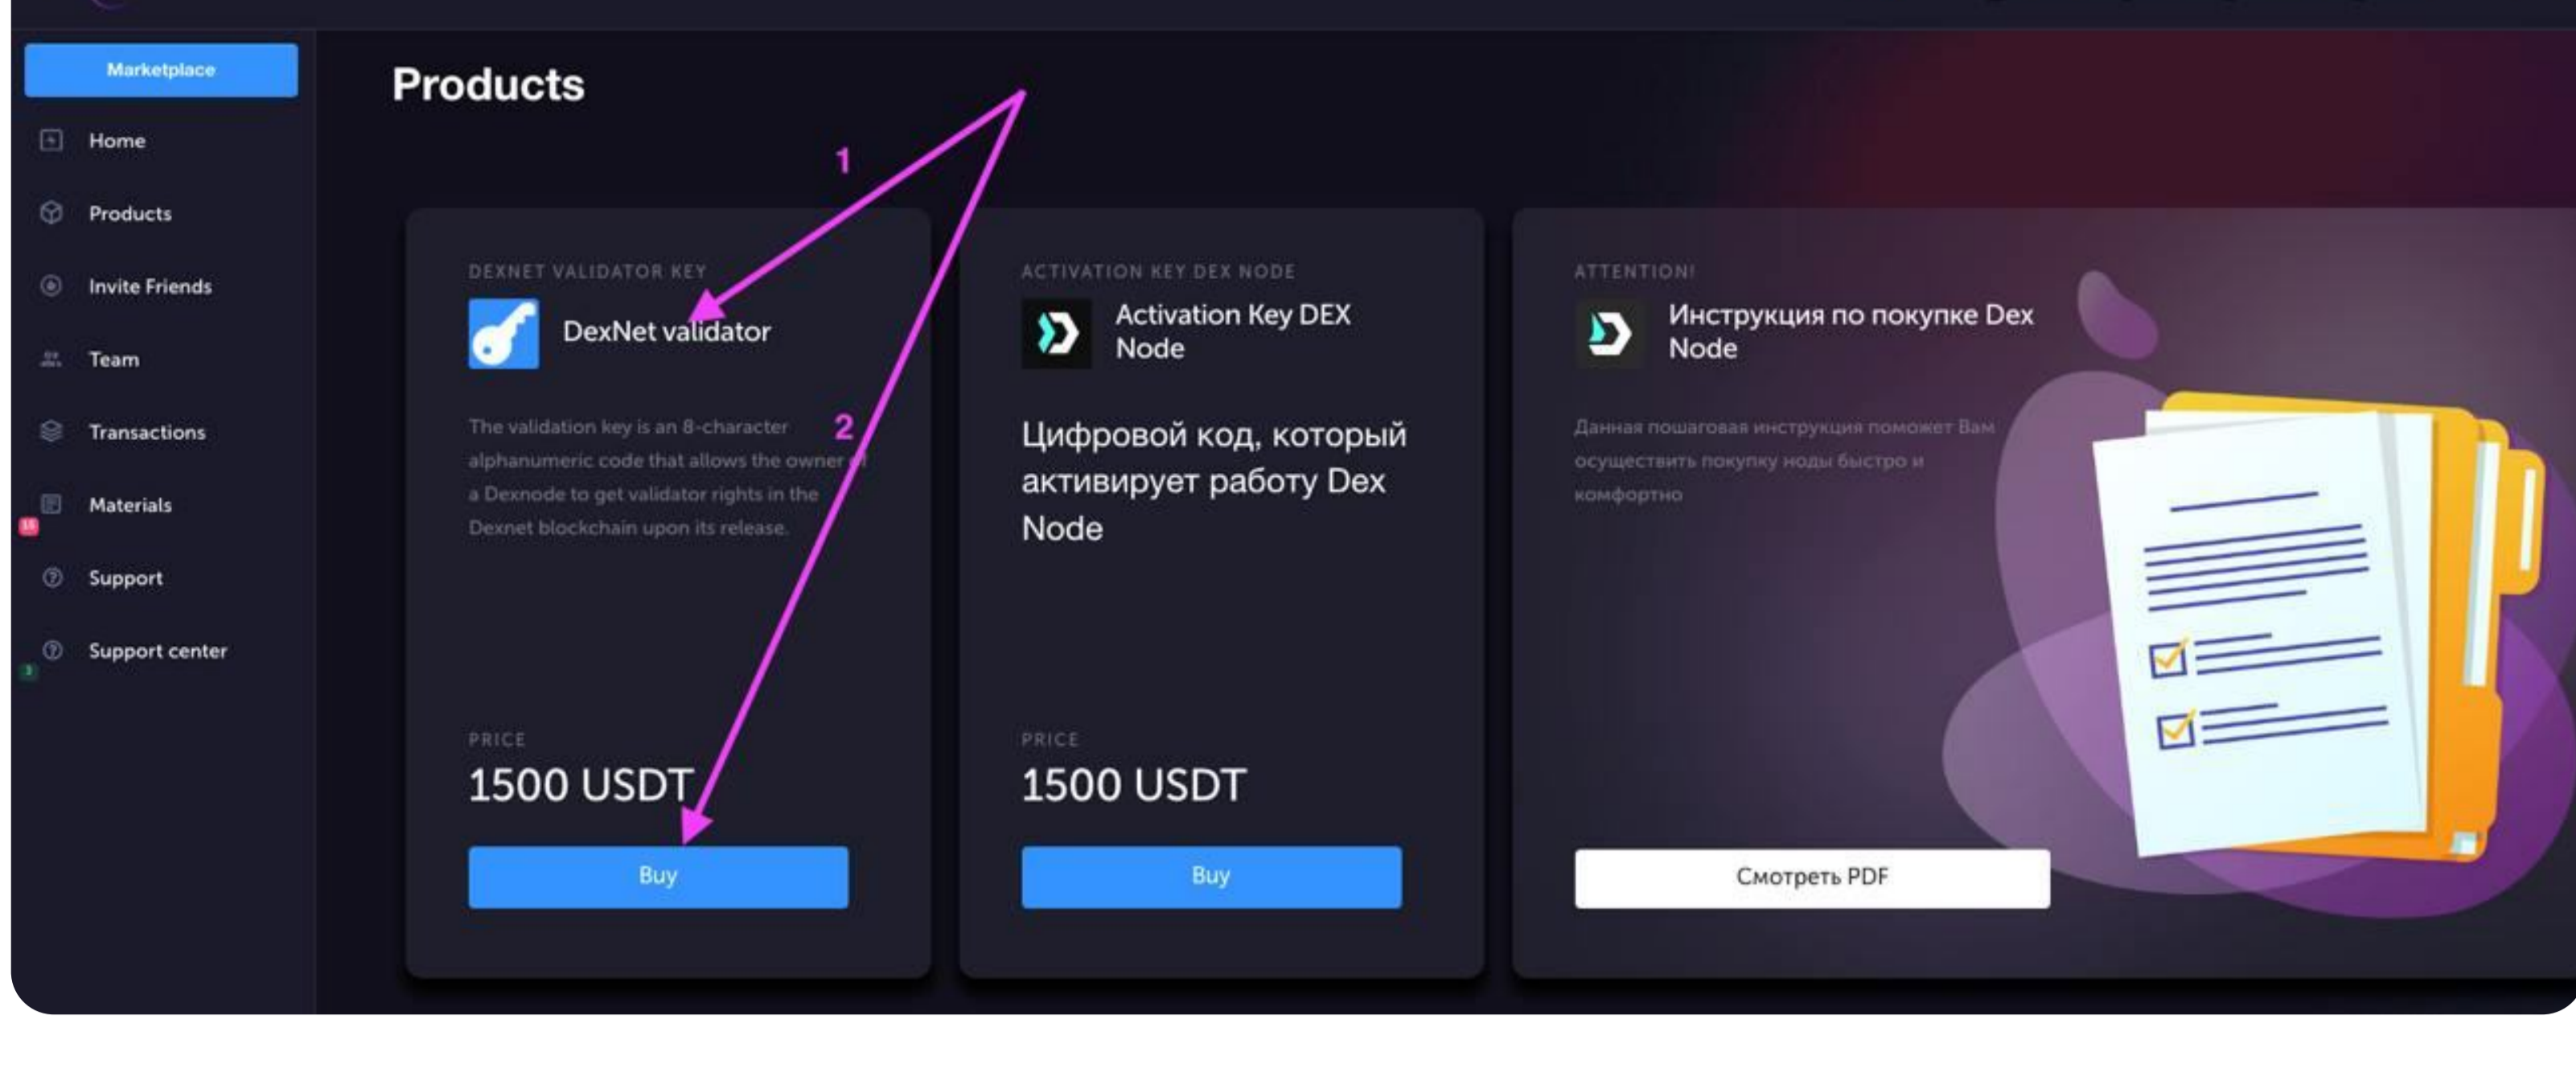 Marketplace
Home
Products
Invite Friends
Team
Transactions
Materials
15
Support
Support center
3
Products
1
2
DEXNET VALIDATOR KEY
DexNet validator
The validation key is an 8-character
alphanumeric code that allows the owner of
a Dexnode to get validator rights in the
Dexnet blockchain upon its release.
PRICE
1500 USDT
Buy
ACTIVATION KEY DEX NODE
Activation Key DEX
Node
Цифровой код, который
активирует работу Dex
Node
PRICE
1500 USDT
Buy
ATTENTION!
Инструкция по покупке Dex
Node
Данная пошаговая инструкция поможет Вам
осуществить покупку ноды быстро и
комфортно
Смотреть PDF